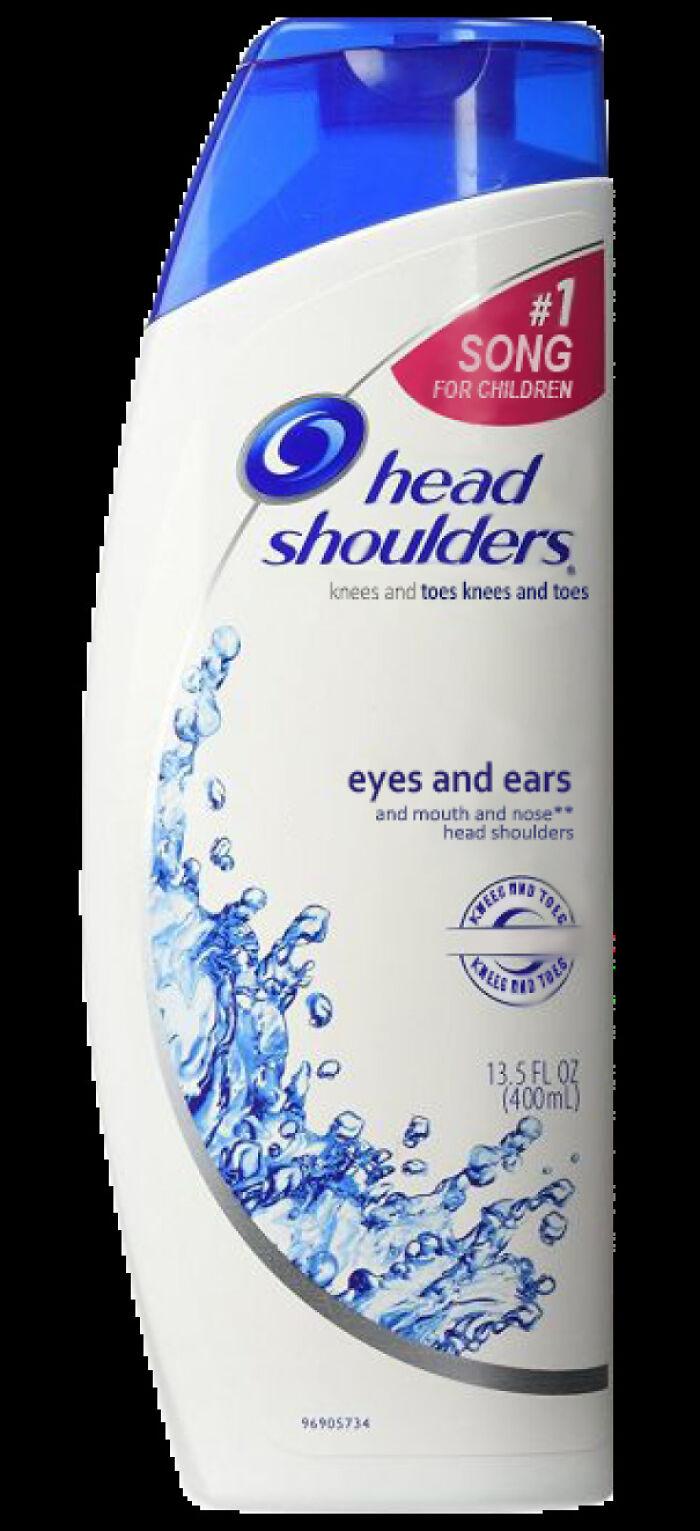 #1
SONG
FOR CHILDREN
head
shoulders®
knees and toes knees and toes
eyes and ears
and mouth and nose**
head shoulders
KNEES AND TOES
KNEES AND TOES
13.5 FL OZ
(400mL)
96905734